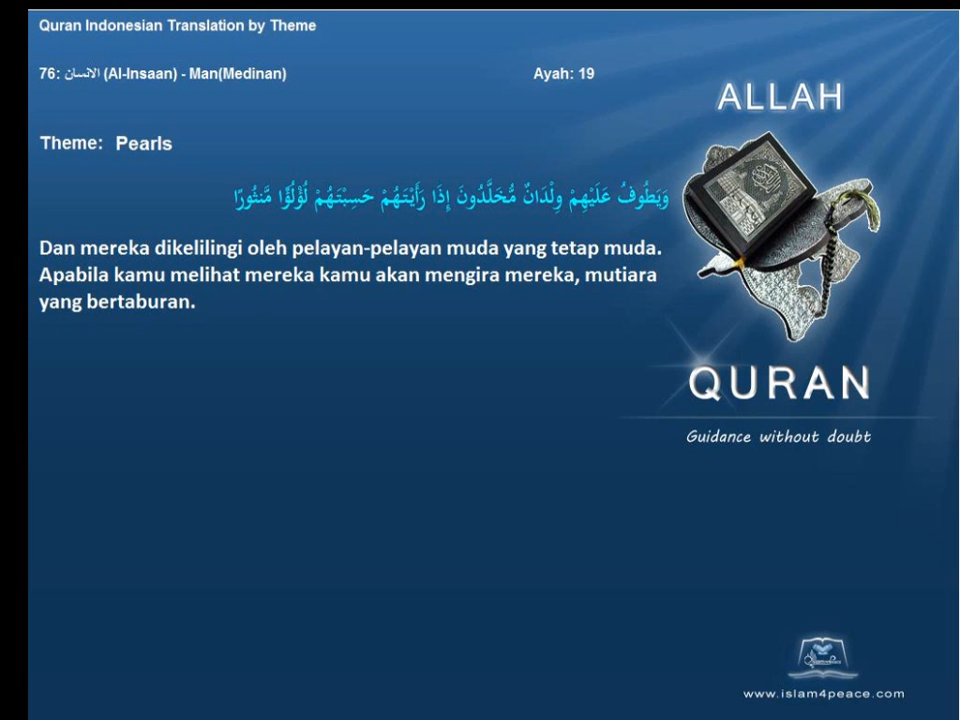 Quran Indonesian Translation by Theme
76: الانسان (Al-Insaan) - Man(Medinan) Ayah: 19
ALLAH
Theme: Pearls
وَيَطُوفُ عَلَيْهِمْ وِلْدَانٌ مُّخَلَّدُونَ إِذَا رَأَيْتَهُمْ حَسِبْتَهُمْ لُؤْلُؤًا مَّنثُورًا
Dan mereka dikelilingi oleh pelayan-pelayan muda yang tetap muda.
Apabila kamu melihat mereka kamu akan mengira mereka, mutiara
yang bertaburan.
QURAN
Guidance without doubt
www.islam4peace.com